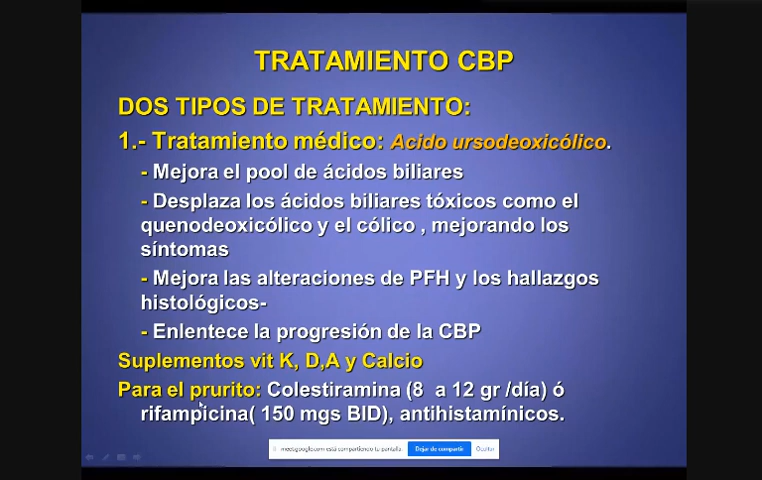 TRATAMIENTO CBP
DOS TIPOS DE TRATAMIENTO:
1.- Tratamiento médico: Acido ursodeoxicólico.
- Mejora el pool de ácidos biliares
- Desplaza los ácidos biliares tóxicos como el
quenodeoxicólico y el cólico , mejorando los
síntomas
- Mejora las alteraciones de PFH y los hallazgos
histológicos-
- Enlentece la progresión de la CBP
Suplementos vit K, D,A y Calcio
Para el prurito: Colestiramina (8 a 12 gr /día) ó
rifampicina( 150 mgs BID), antihistamínicos.
meet.google.com está compartiendo tu pantalla. Dejar de compartir Ocultar